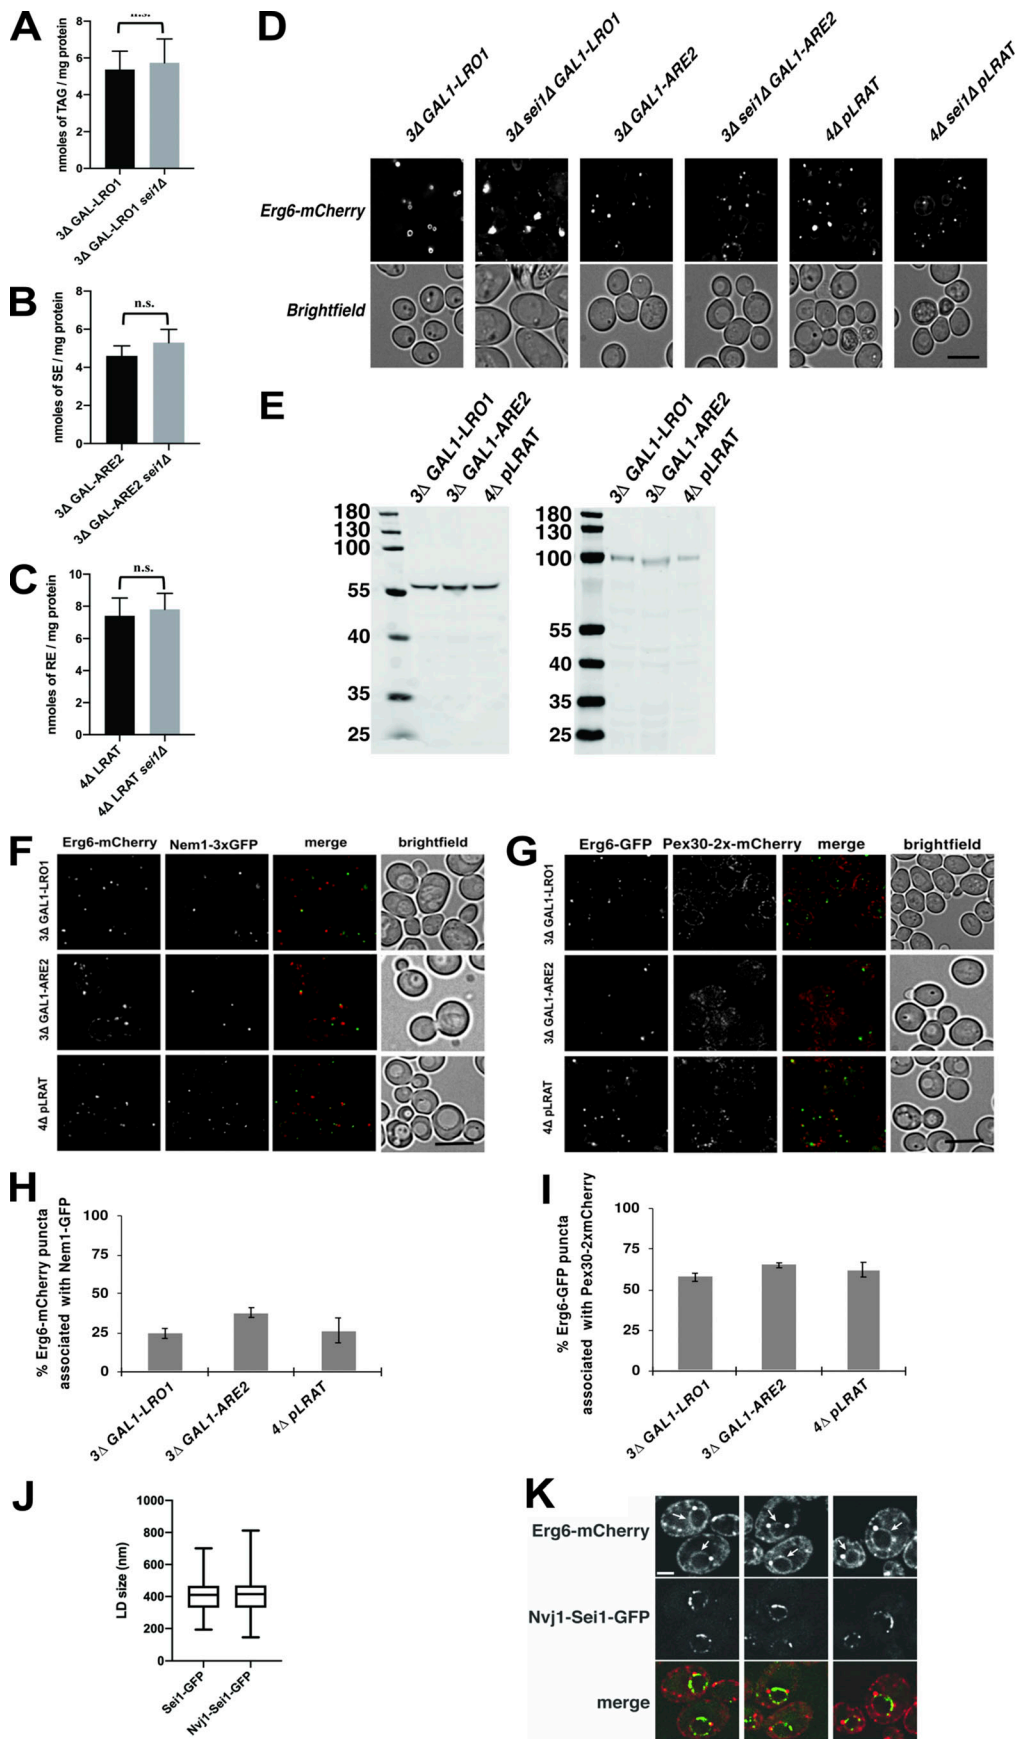 A
nmoles of TAG / mg protein
8
6
4
2
0
3Δ GAL-LRO1
3Δ GAL-LRO1 sei1Δ
B
n.s.
nmoles of SE / mg protein
8
6
4
2
0
3Δ GAL-ARE2
3Δ GAL-ARE2 sei1Δ
C
n.s.
nmoles of RE / mg protein
10
8
6
4
2
0
4Δ LRAT
4Δ LRAT sei1Δ
D
3Δ GAL1-LRO1
3Δ sei1Δ GAL1-LRO1
3Δ GAL1-ARE2
3Δ sei1Δ GAL1-ARE2
4Δ pLRAT
4Δ sei1Δ pLRAT
Erg6-mCherry
Brightfield
E
3Δ GAL1-LRO1
3Δ GAL1-ARE2
4Δ pLRAT
180
130
100
55
40
35
25
3Δ GAL1-LRO1
3Δ GAL1-ARE2
4Δ pLRAT
180
130
100
55
40
35
25
F
Erg6-mCherry Nem1-3xGFP merge brightfield
3Δ GAL1-LRO1
3Δ GAL1-ARE2
4Δ pLRAT
G
Erg6-GFP Pex30-2x-mCherry merge brightfield
3Δ GAL1-LRO1
3Δ GAL1-ARE2
4Δ pLRAT
H
% Erg6-mCherry puncta
associated with Nem1-GFP
100
75
50
25
0
3Δ GAL1-LRO1
3Δ GAL1-ARE2
4Δ pLRAT
I
% Erg6-GFP puncta
associated with Pex30-2xmCherry
100
75
50
25
0
3Δ GAL1-LRO1
3Δ GAL1-ARE2
4Δ pLRAT
J
LD size (nm)
1000
800
600
400
200
0
Sei1-GFP
Nvj1-Sei1-GFP
K
Erg6-mCherry
Nvj1-Sei1-GFP
merge